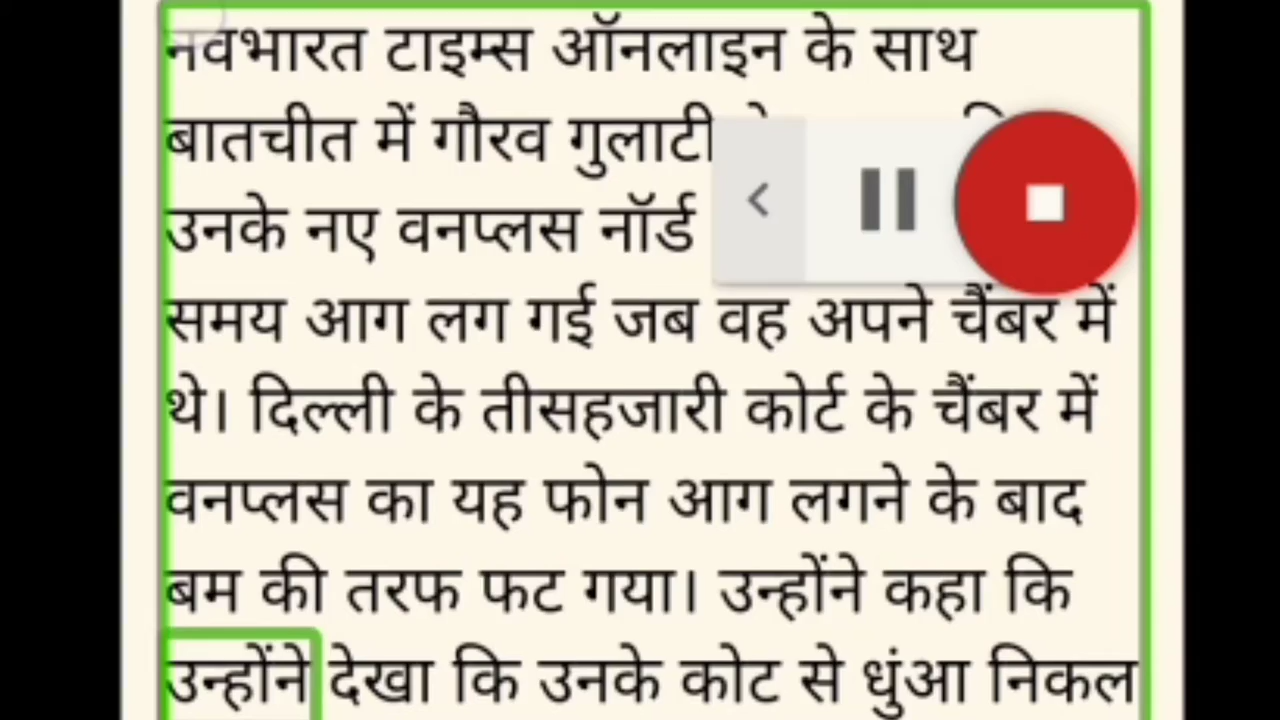 नवभारत टाइम्स ऑनलाइन के साथ
बातचीत में गौरव गुलाटी
उनके नए वनप्लस नॉर्ड
समय आग लग गई जब वह अपने चैंबर में
थे। दिल्ली के तीसहजारी कोर्ट के चैंबर में
वनप्लस का यह फोन आग लगने के बाद
बम की तरफ फट गया। उन्होंने कहा कि
उन्होंने देखा कि उनके कोट से धुंआ निकल